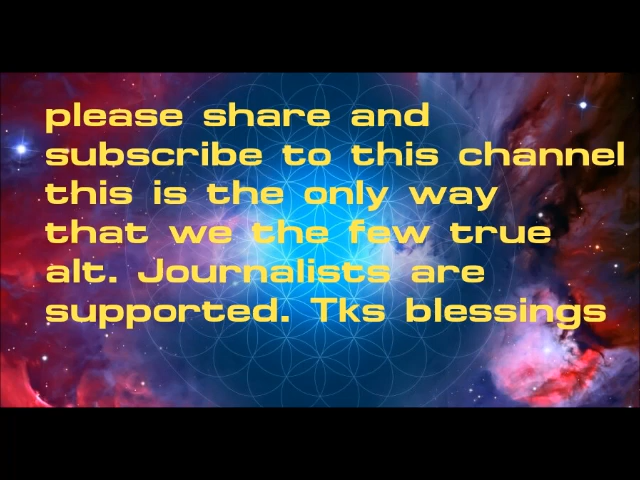 please share and
subscribe to this channel
this is the only way
that we the few true
alt. Journalists are
supported. Tks blessings